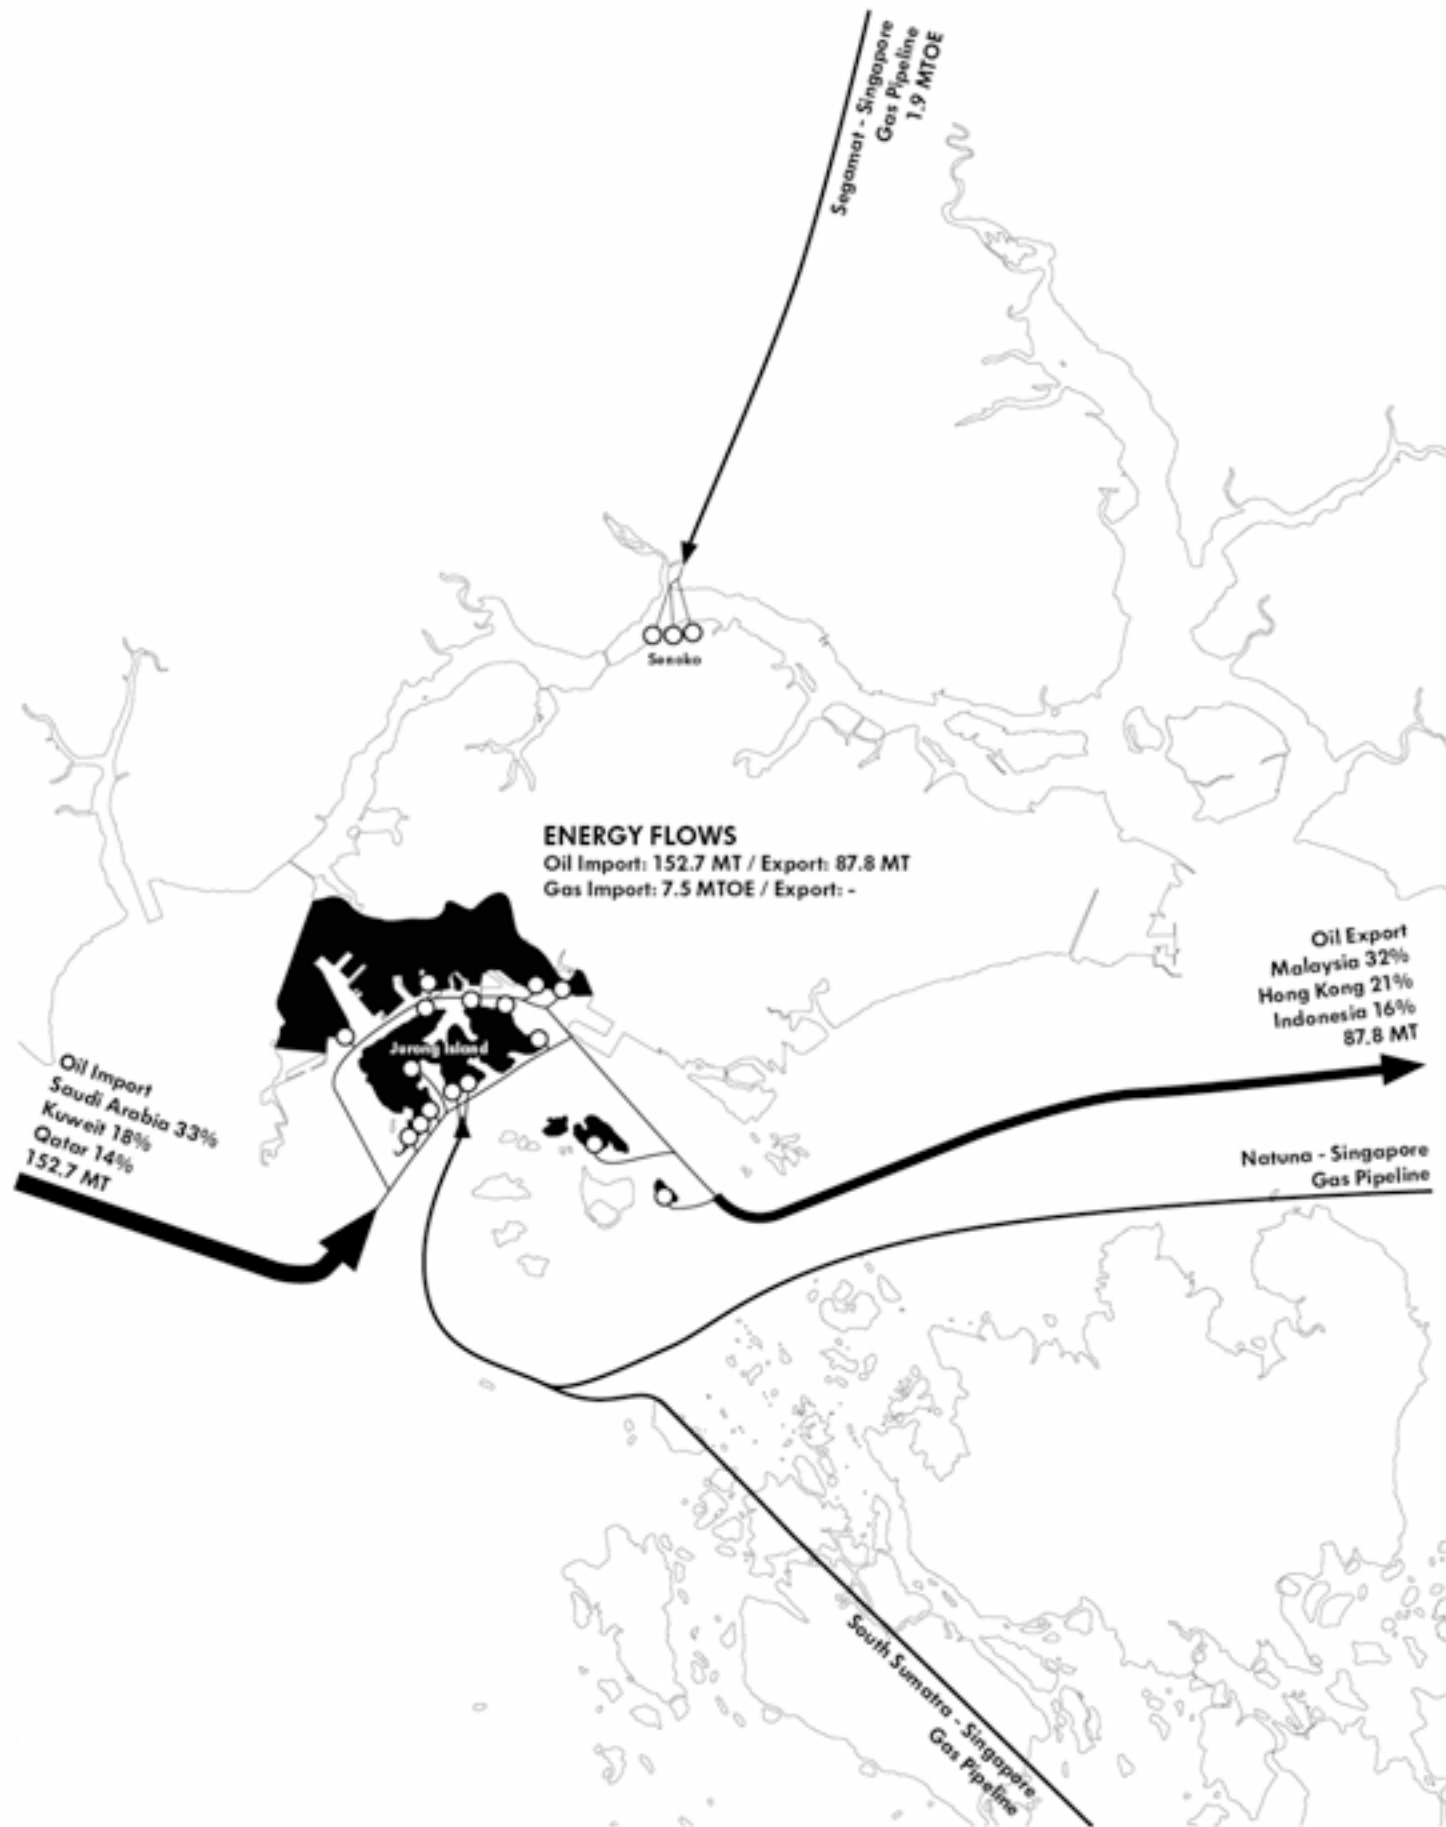 Segamat - Singapore
Gas Pipeline
1.9 MTOE
Senoko
ENERGY FLOWS
Oil Import: 152.7 MT / Export: 87.8 MT
Gas Import: 7.5 MTOE / Export: -
Oil Export
Malaysia 32%
Hong Kong 21%
Indonesia 16%
87.8 MT
Jorong Island
Oil Import
Saudi Arabia 33%
Kuweit 18%
Qatar 14%
152.7 MT
Natuna - Singapore
Gas Pipeline
South Sumatra - Singapore
Gas Pipeline